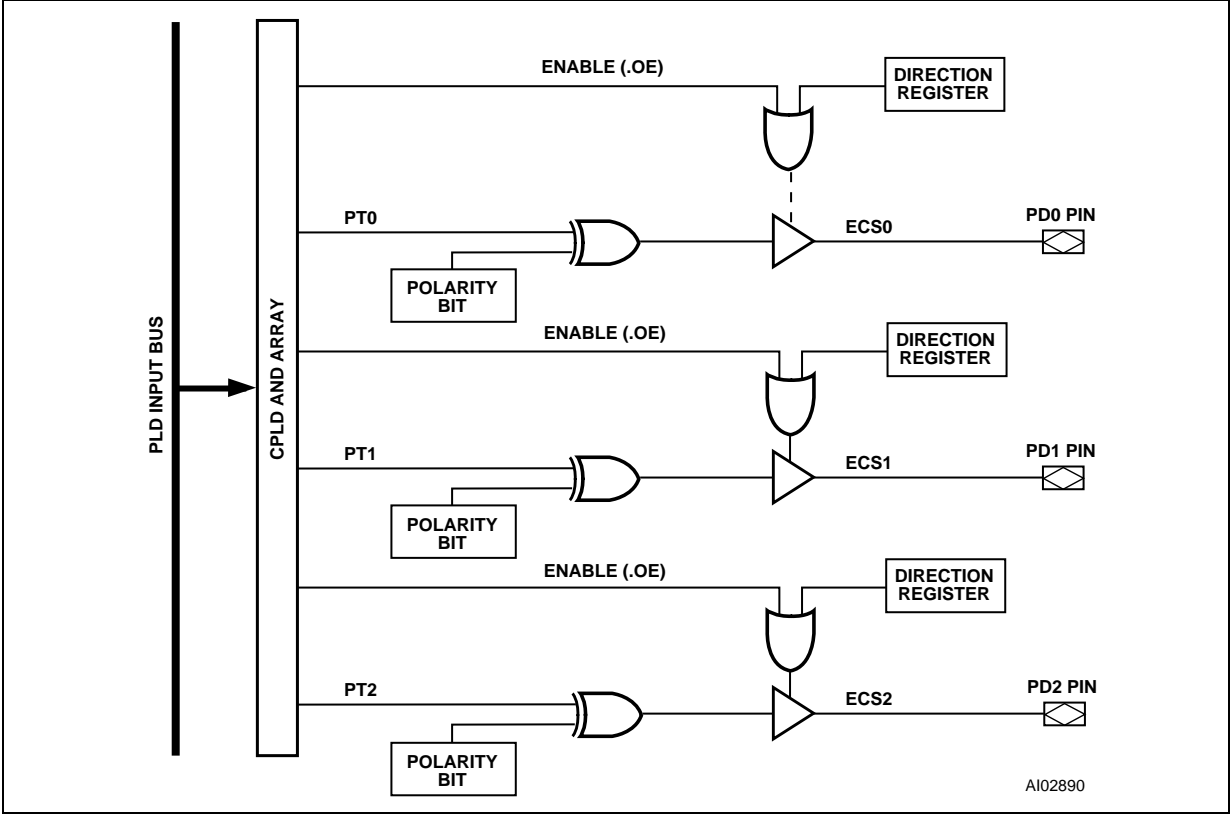 ENABLE (.OE)
DIRECTION
REGISTER
PT0
ECS0
PD0 PIN
POLARITY
BIT
PLD INPUT BUS
CPLD AND ARRAY
ENABLE (.OE)
DIRECTION
REGISTER
PT1
ECS1
PD1 PIN
POLARITY
BIT
ENABLE (.OE)
DIRECTION
REGISTER
PT2
ECS2
PD2 PIN
POLARITY
BIT
AI02890